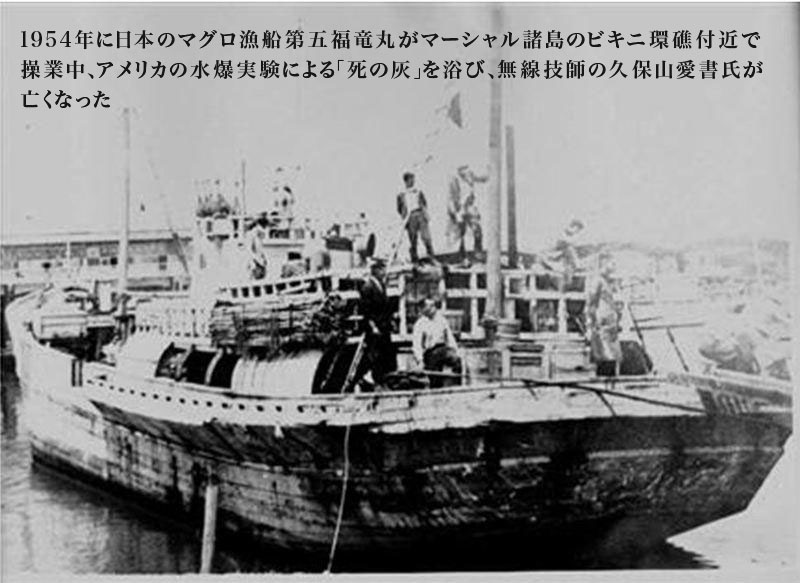 1954年に日本のマグロ漁船第五福竜丸がマーシャル諸島のビキニ環礁付近で
操業中、アメリカの水爆実験による「死の灰」を浴び、無線技師の久保山愛書氏が
亡くなった